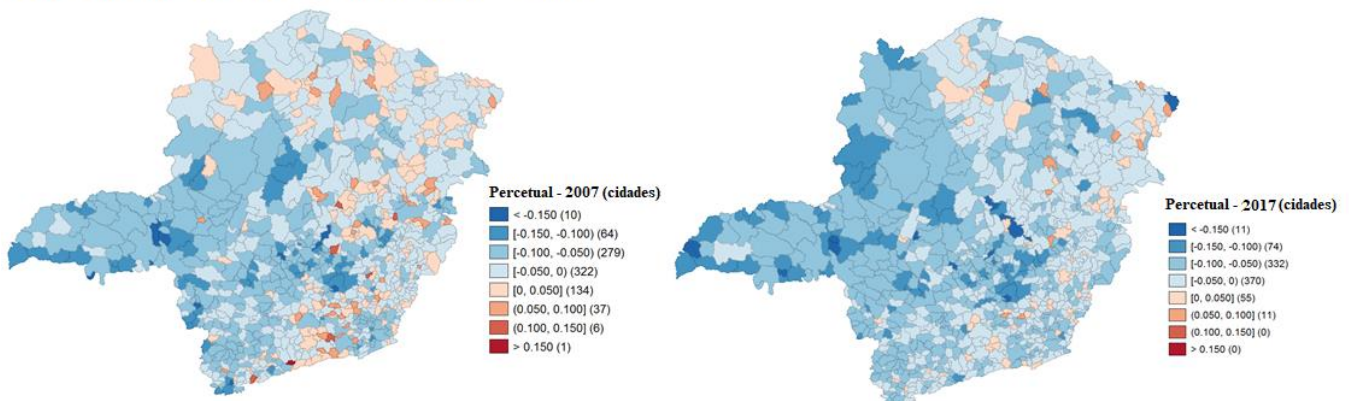 Percetual - 2007 (cidades)
< -0.150 (10)
[-0.150, -0.100) (64)
[-0.100, -0.050) (279)
[-0.050, 0) (322)
[0, 0.050] (134)
(0.050, 0.100] (37)
(0.100, 0.150] (6)
> 0.150 (1)
Percetual - 2017 (cidades)
< -0.150 (11)
[-0.150, -0.100) (74)
[-0.100, -0.050) (332)
[-0.050, 0) (370)
[0, 0.050] (55)
(0.050, 0.100] (11)
(0.100, 0.150] (0)
> 0.150 (0)